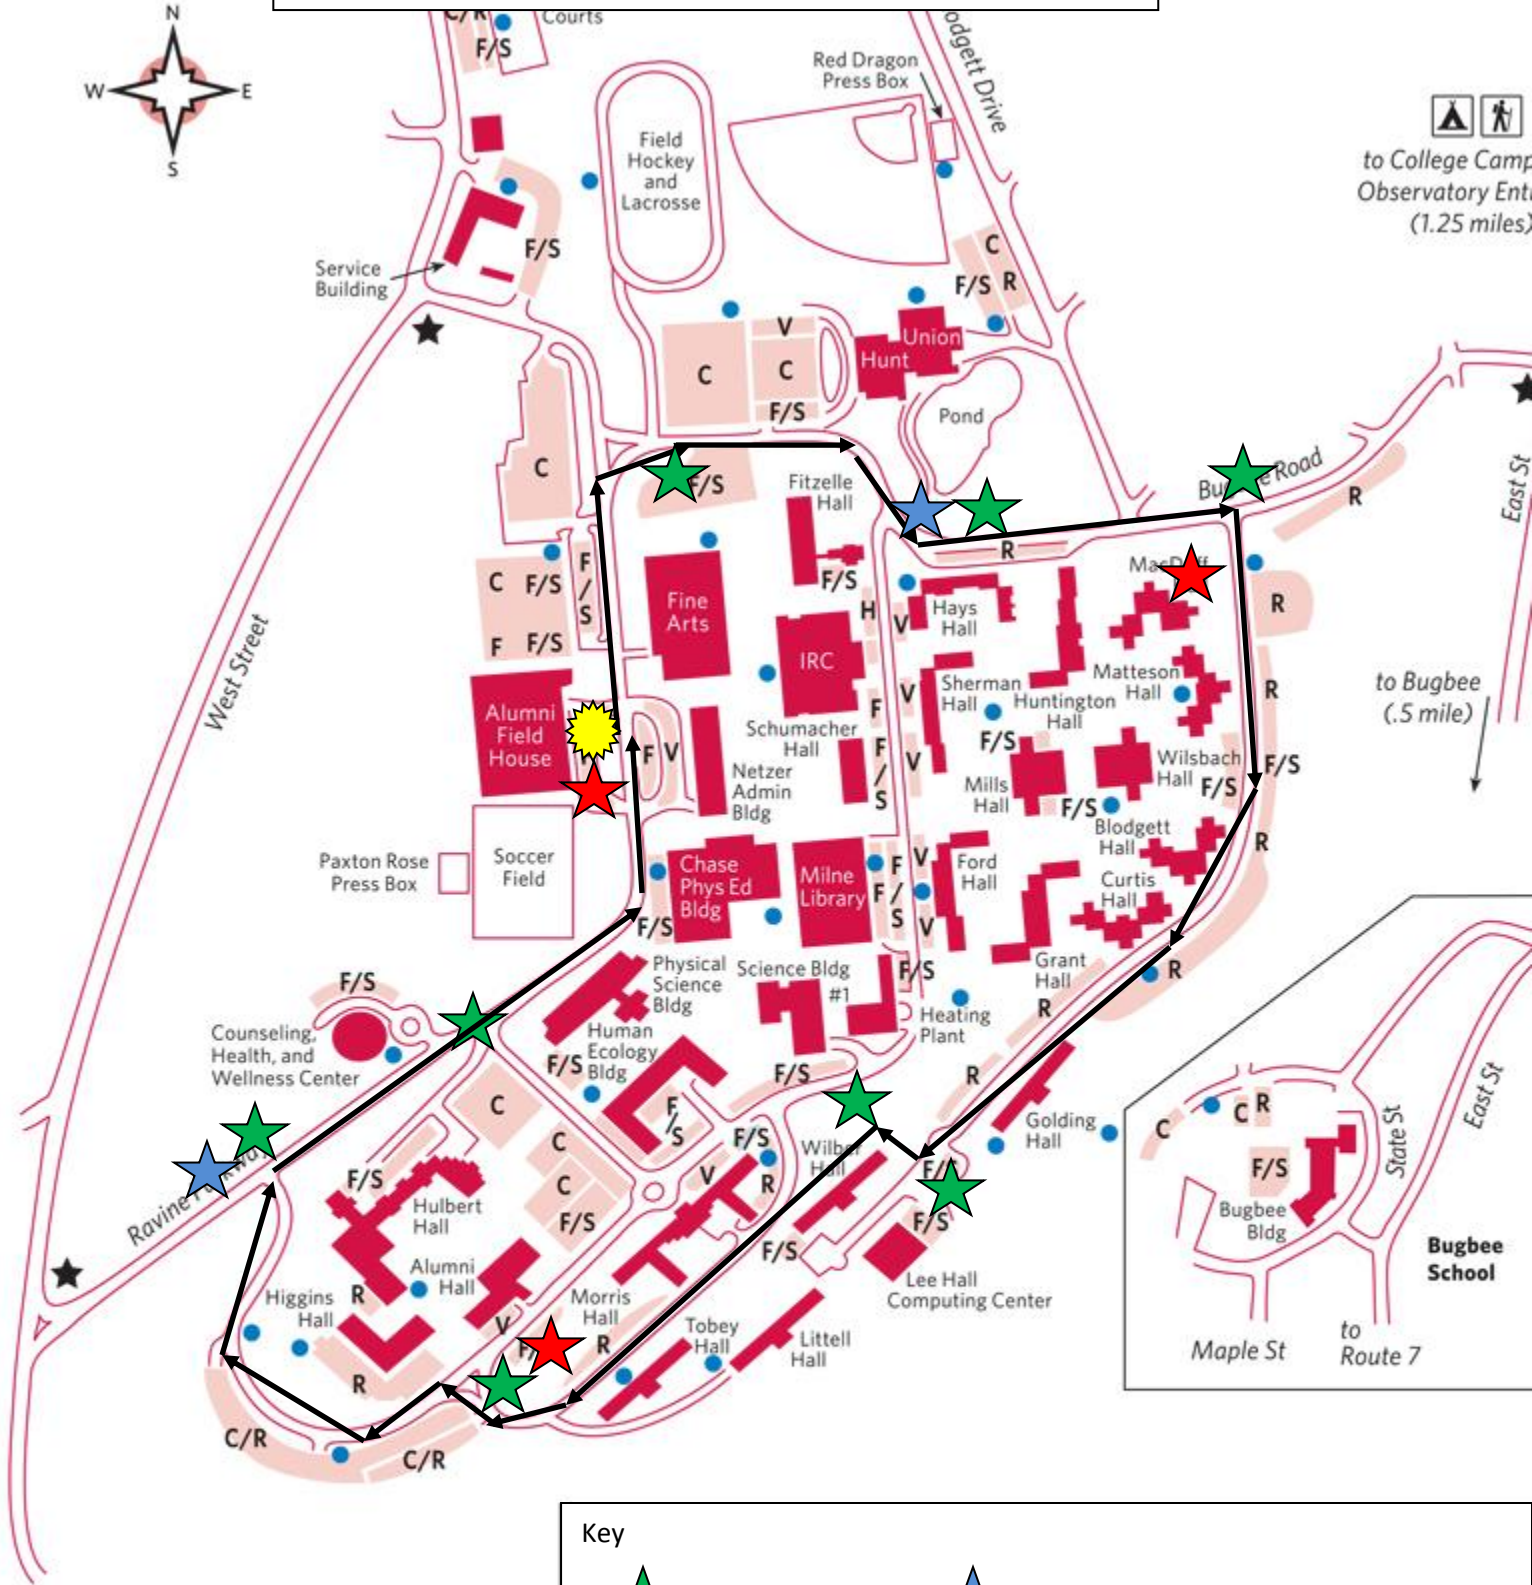 N
W
E
S
C/R
F/S
Courts
Red Dragon
Press Box
to College Camp
(1.25 miles)
Field
Hockey
and
Lacrosse
Service
Building
F/S
C
F/S
R
V
C
C
F/S
Hunt
Union
Pond
C
F/S
Fitzelle
Hall
Road
R
East St
West Street
C
F/S
F
F/S
F
/
S
Fine
Arts
F/S
H
V
IRC
Hays
Hall
R
R
Sherman
Hall
V
Huntington
Hall
Matteson
Hall
R
to Bugbee
(.5 mile)
Alumni
Field
House
F
V
Schumacher
Hall
F
F
/
S
V
F/S
Netzer
Admin
Bldg
Mills
Hall
F/S
Wilsbach
Hall
F/S
F/S
Blodgett
Hall
R
Paxton Rose
Press Box
Soccer
Field
Chase
Phys Ed
Bldg
F/S
Milne
Library
F
F
/
S
V
V
Ford
Hall
Curtis
Hall
Physical
Science
Bldg
Science Bldg
#1
F/S
Grant
Hall
R
R
F/S
Counseling,
Health, and
Wellness Center
Human
Ecology
Bldg
F/S
F/S
Heating
Plant
R
C
F
/
S
F/S
Golding
Hall
C
C
F/S
V
R
Hall
F/S
F/S
F/S
Hulbert
Hall
Alumni
Hall
Higgins
Hall
R
Lee Hall
Computing Center
Morris
Hall
V
R
Tobey
Hall
Littell
Hall
R
C/R
C/R
C
C
R
F/S
Bugbee
Bldg
State St
East St
Bugbee
School
Maple St
to
Route 7
Key